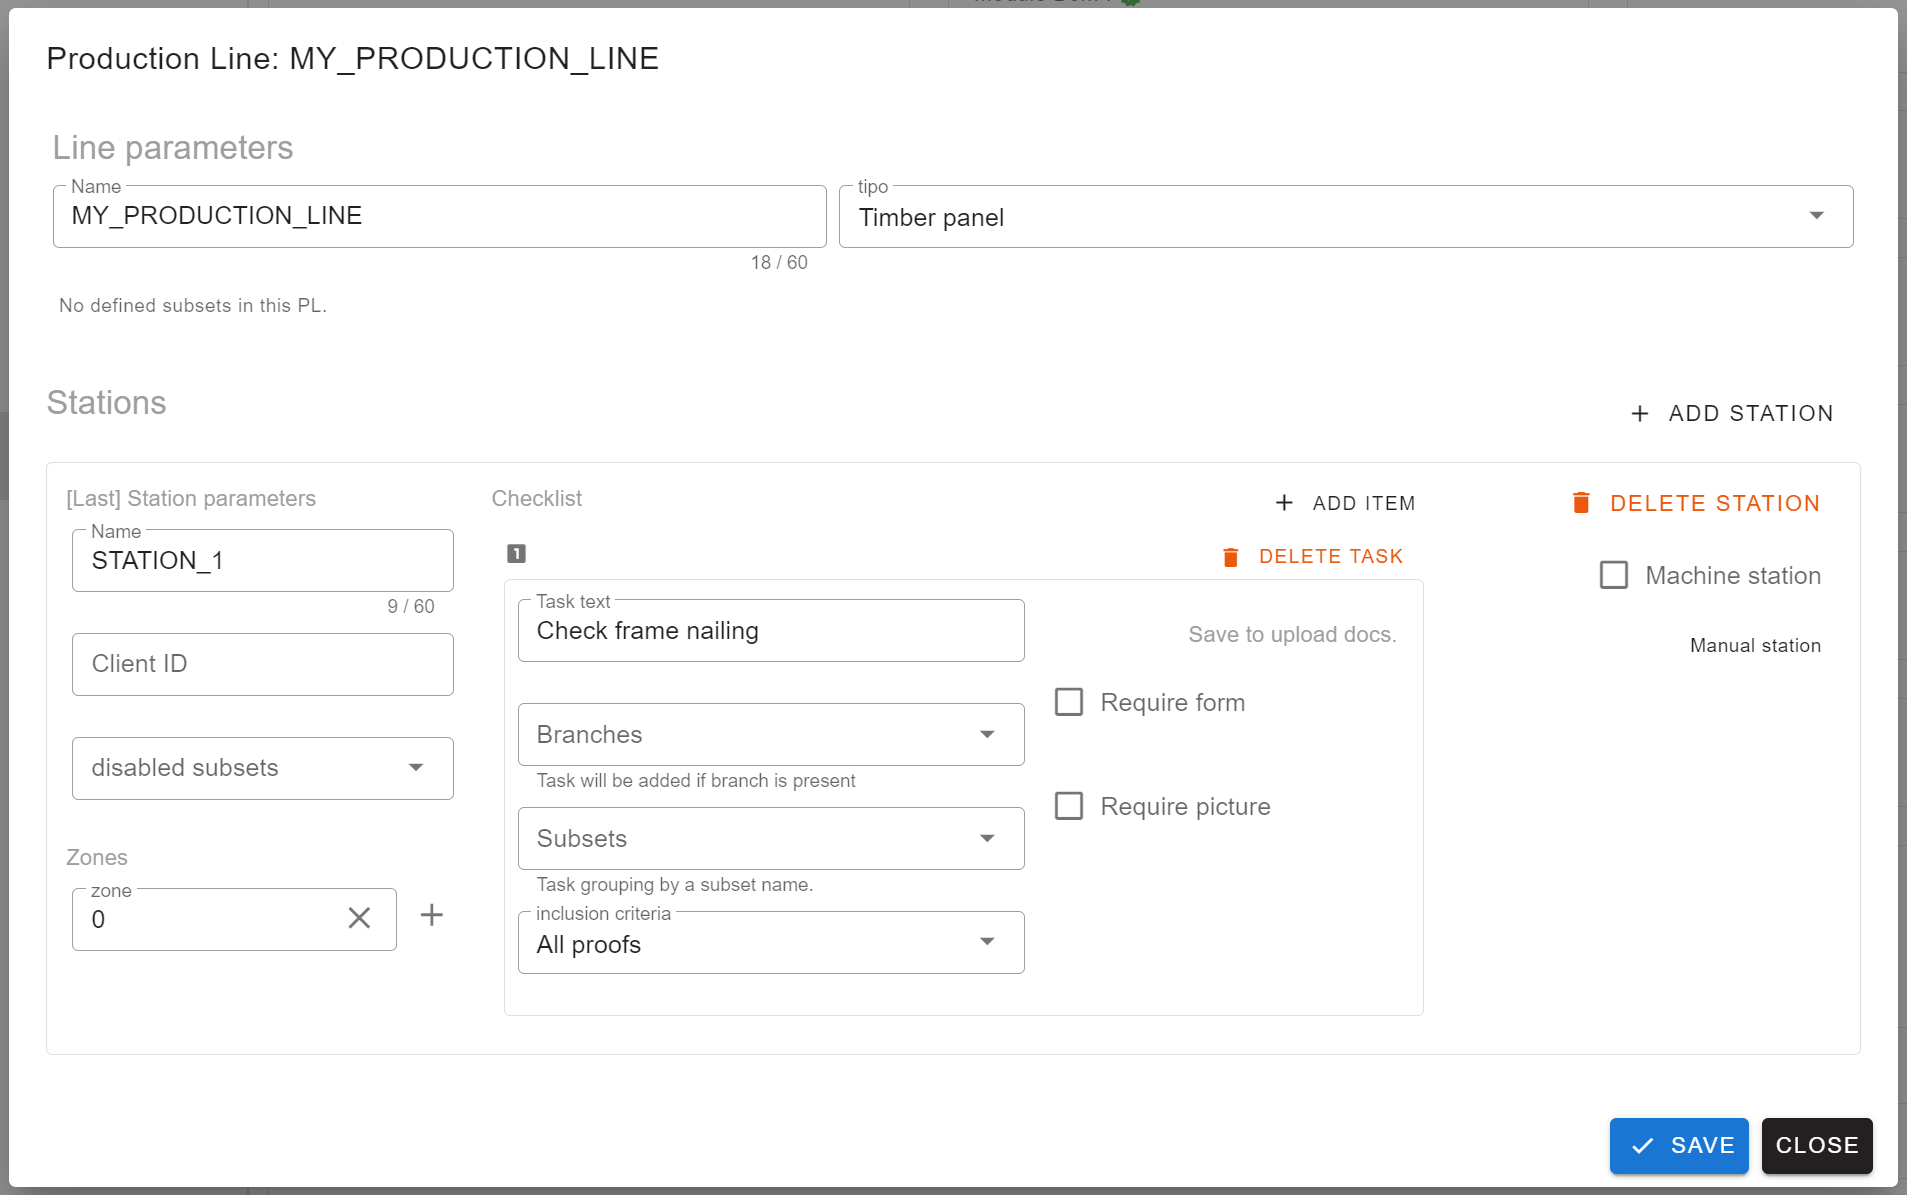 Production Line: MY_PRODUCTION_LINE
Line parameters
Name
MY_PRODUCTION_LINE
18 / 60
tipo
Timber panel
No defined subsets in this PL.
Stations
ADD STATION
[Last] Station parameters
Name
STATION_1
9 / 60
Client ID
disabled subsets
Zones
zone
0
Checklist
ADD ITEM
1
DELETE TASK
Task text
Check frame nailing
Save to upload docs.
Branches
Task will be added if branch is present
Require form
Subsets
Task grouping by a subset name.
Require picture
inclusion criteria
All proofs
DELETE STATION
Machine station
Manual station
SAVE
CLOSE